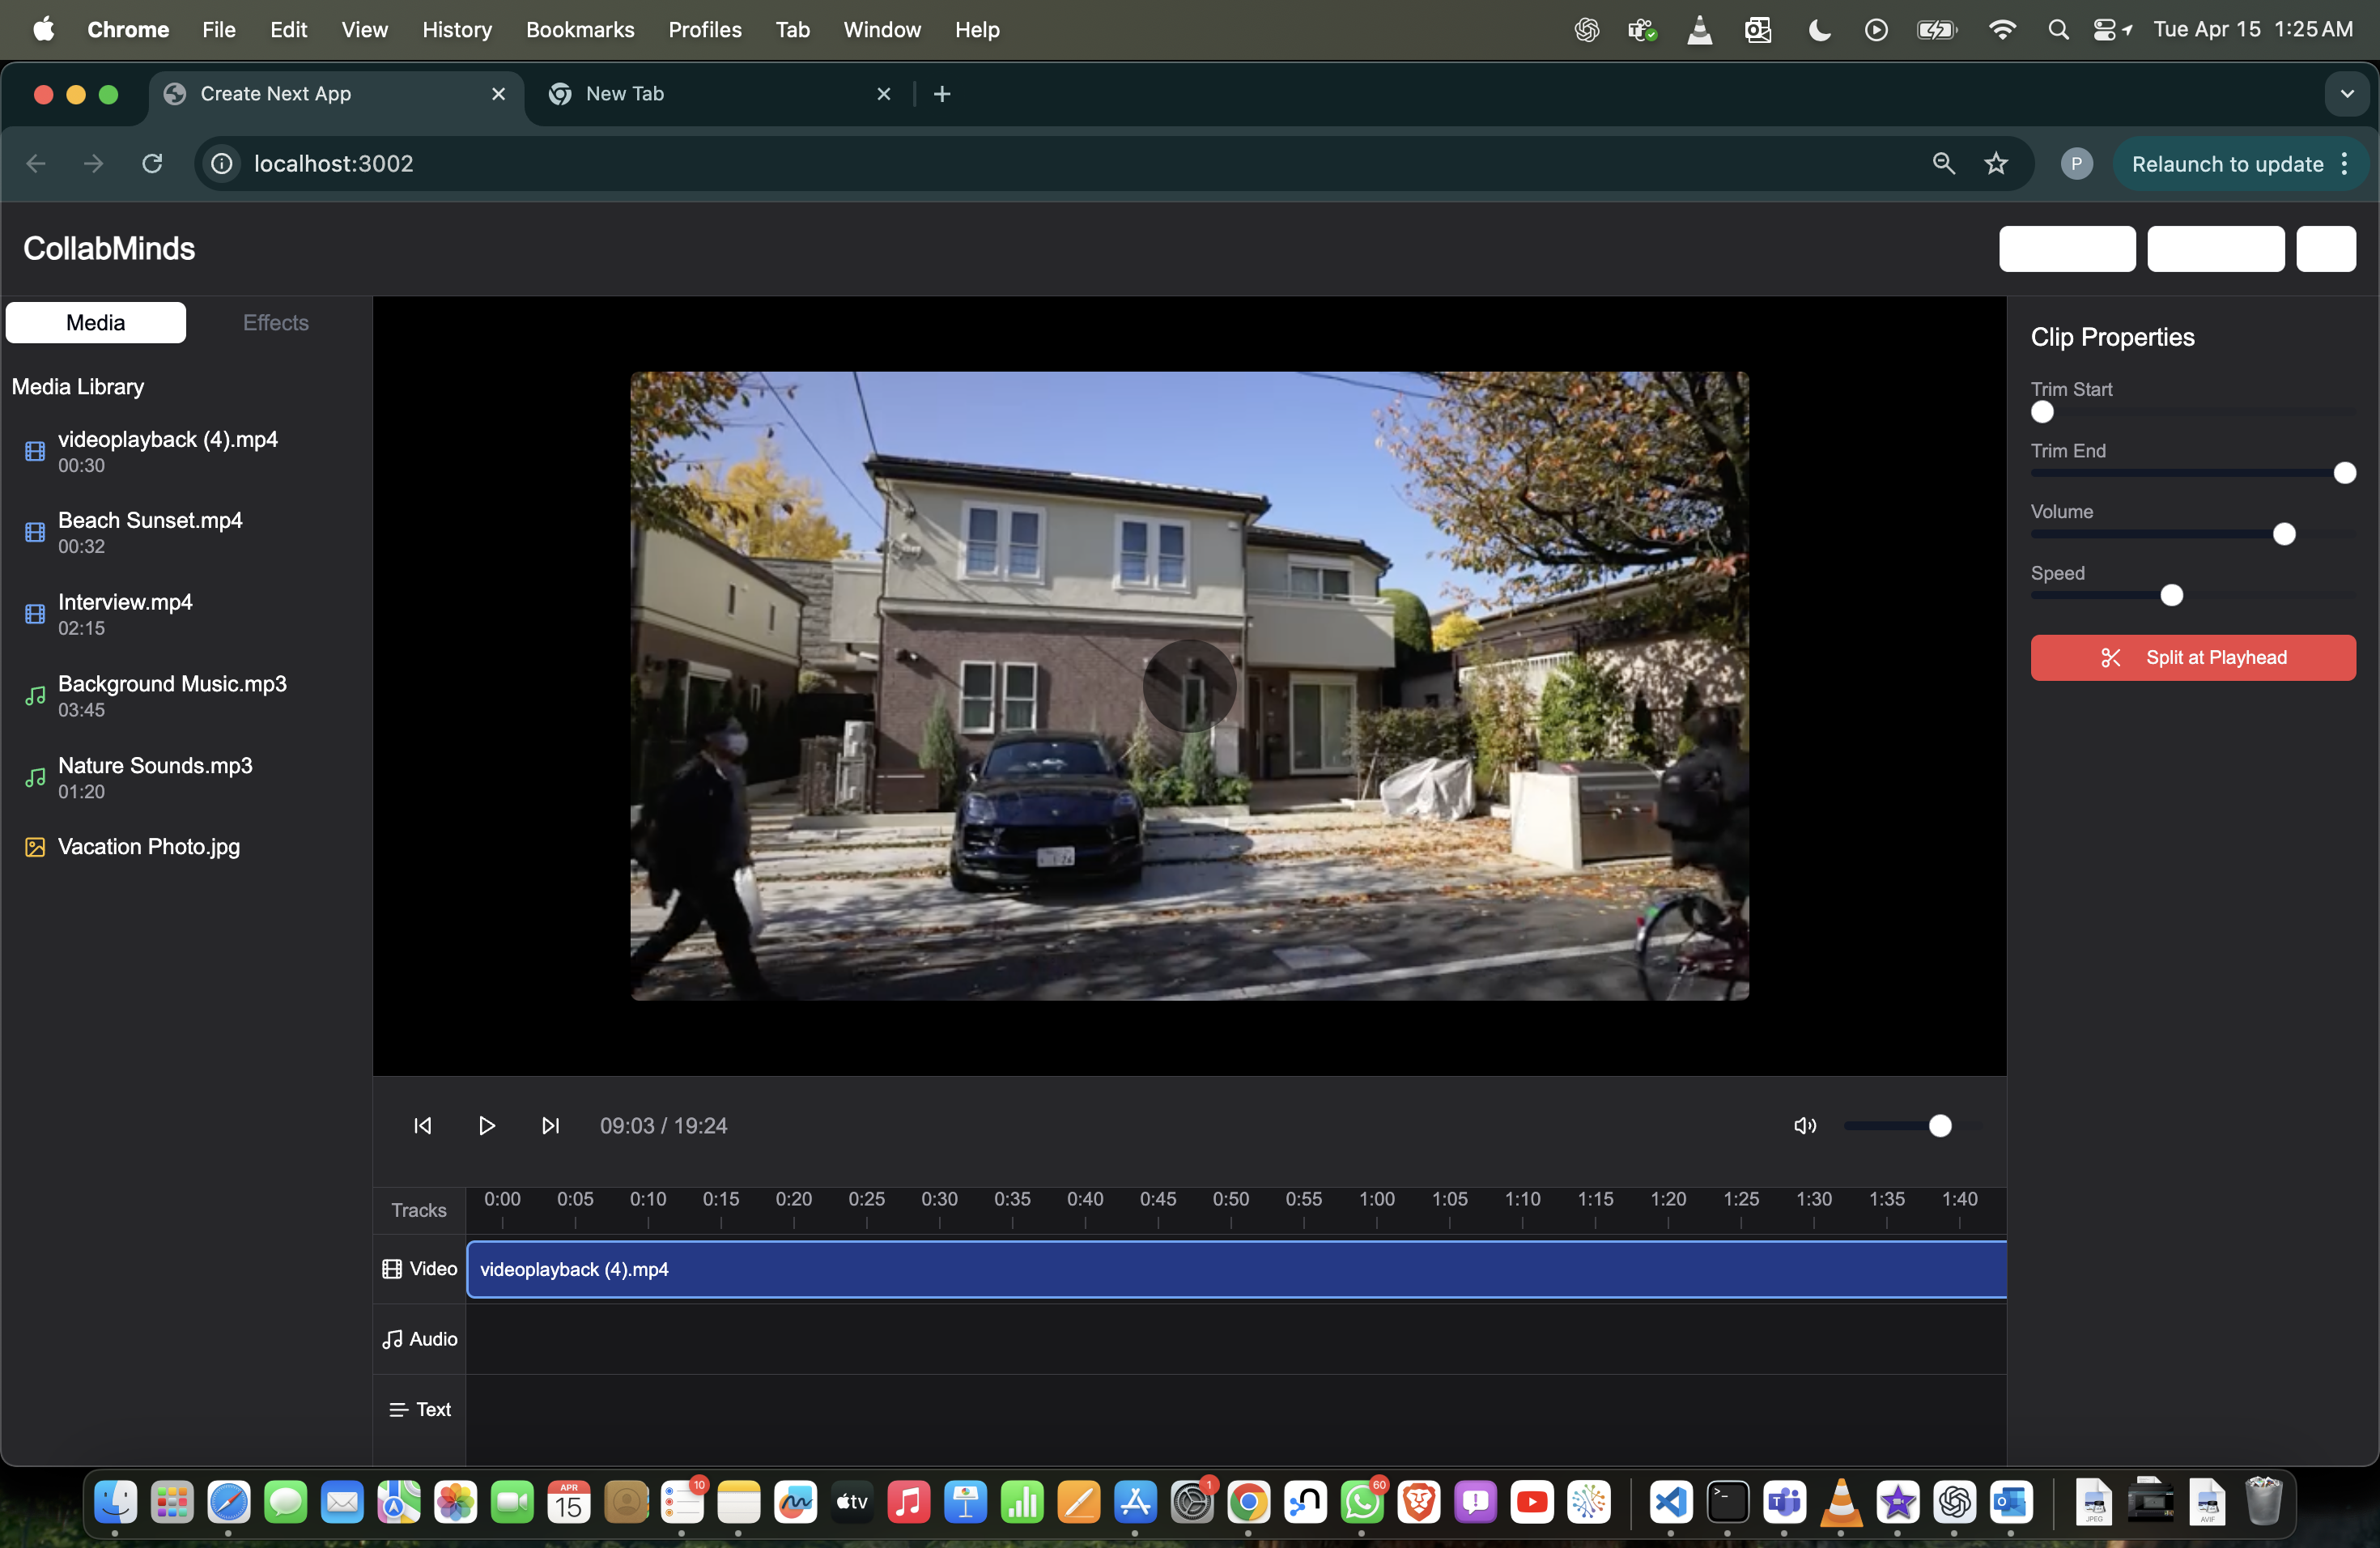 Chrome File Edit View History Bookmarks Profiles Tab Window Help
Tue Apr 15 1:25 AM
Create Next App
New Tab
localhost:3002
P
Relaunch to update
CollabMinds
Media
Effects
Media Library
videoplayback (4).mp4
00:30
Beach Sunset.mp4
00:32
Interview.mp4
02:15
Background Music.mp3
03:45
Nature Sounds.mp3
01:20
Vacation Photo.jpg
Clip Properties
Trim Start
Trim End
Volume
Speed
Split at Playhead
09:03 / 19:24
Tracks
0:00 0:05 0:10 0:15 0:20 0:25 0:30 0:35 0:40 0:45 0:50 0:55 1:00 1:05 1:10 1:15 1:20 1:25 1:30 1:35 1:40
Video
videoplayback (4).mp4
Audio
Text
APR
15
10
tv
1
60
JPEG
AVIF